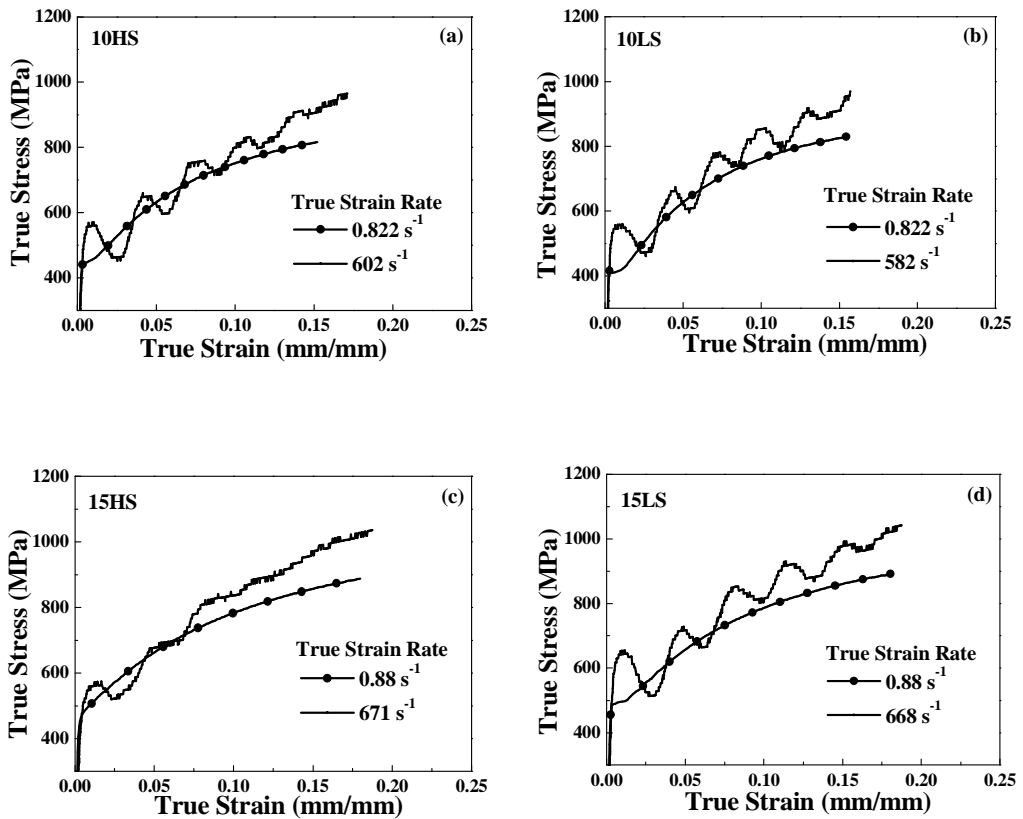 10HS
(a)
1200
1000
800
600
400
True Stress (MPa)
True Strain Rate
0.822 s⁻¹
602 s⁻¹
0.00 0.05 0.10 0.15 0.20 0.25
True Strain (mm/mm)
10LS
(b)
1200
1000
800
600
400
True Stress (MPa)
True Strain Rate
0.822 s⁻¹
582 s⁻¹
0.00 0.05 0.10 0.15 0.20 0.25
True Strain (mm/mm)
15HS
(c)
1200
1000
800
600
400
True Stress (MPa)
True Strain Rate
0.88 s⁻¹
671 s⁻¹
0.00 0.05 0.10 0.15 0.20 0.25
True Strain (mm/mm)
15LS
(d)
1200
1000
800
600
400
True Stress (MPa)
True Strain Rate
0.88 s⁻¹
668 s⁻¹
0.00 0.05 0.10 0.15 0.20 0.25
True Strain (mm/mm)